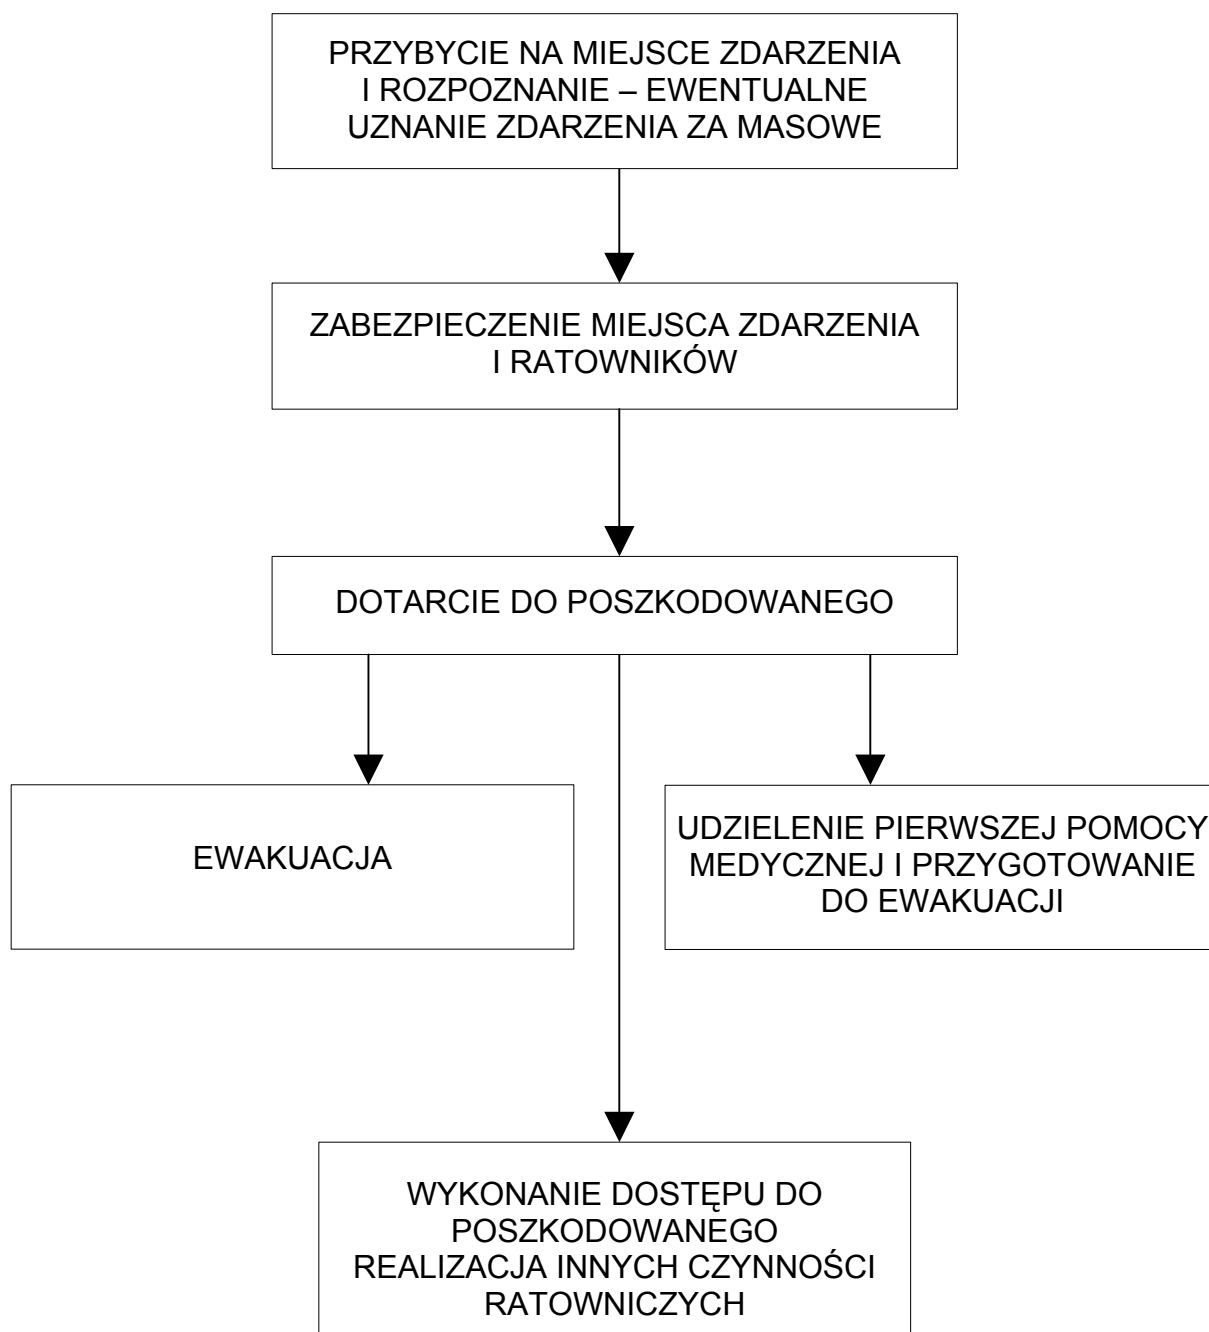 PRZYBYCIE NA MIEJSCE ZDARZENIA
I ROZPOZNANIE – EWENTUALNE
UZNANIE ZDARZENIA ZA MASOWE
ZABEZPIECZENIE MIEJSCA ZDARZENIA
I RATOWNIKÓW
DOTARCIE DO POSZKODOWANEGO
EWAKUACJA
UDZIELENIE PIERWSZEJ POMOCY
MEDYCZNEJ I PRZYGOTOWANIE
DO EWAKUACJI
WYKONANIE DOSTĘPU DO
POSZKODOWANEGO
REALIZACJA INNYCH CZYNNOŚCI
RATOWNICZYCH